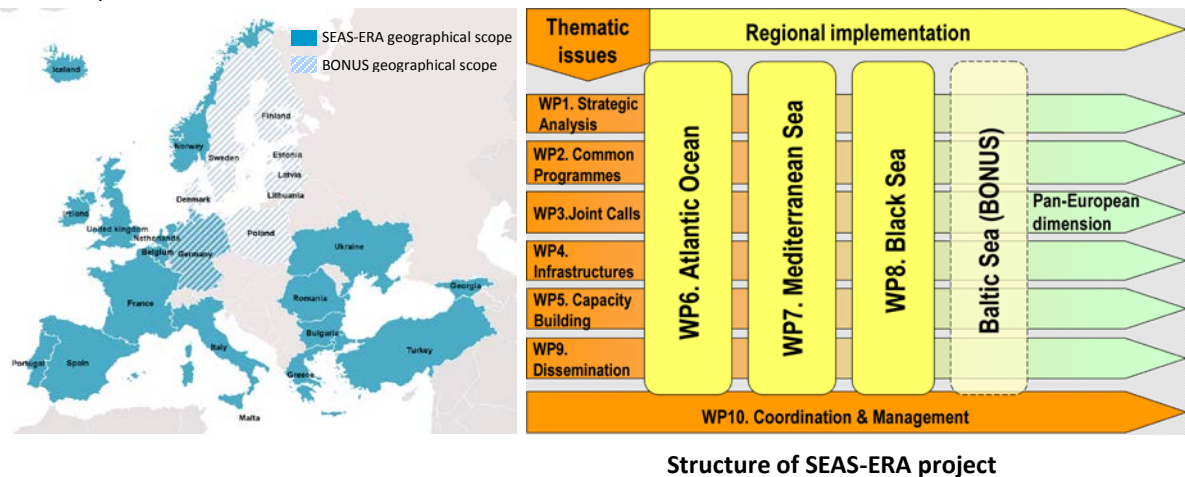 SEAS-ERA geographical scope
BONUS geographical scope
Iceland
Norway
Finland
Sweden
Estonia
Latvia
Denmark
Lithuania
Ireland
United kingdom
Netherlands
Belgium
Germany
Poland
Ukraine
France
Romania
Georgia
Bulgaria
Italy
Portugal
Spain
Turkey
Greece
Malta
Thematic
issues
Regional implementation
WP1. Strategic
Analysis
WP2. Common
Programmes
WP3.Joint Calls
WP4.
Infrastructures
WP5. Capacity
Building
WP9.
Dissemination
WP6. Atlantic Ocean
WP7. Mediterranean Sea
WP8. Black Sea
Baltic Sea (BONUS)
Pan-European
dimension
WP10. Coordination & Management
Structure of SEAS-ERA project